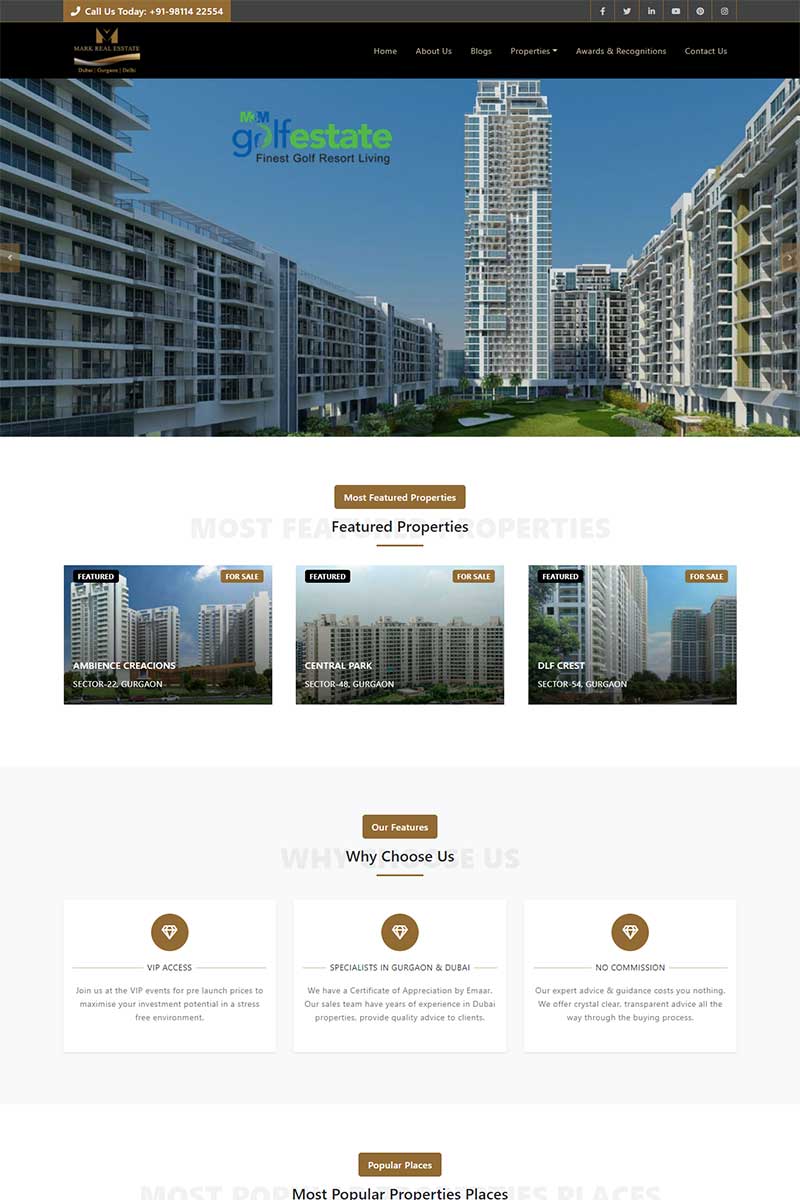 Call Us Today: +91-98114 22554
MARK REAL ESSTATE
Dubai | Gurgaon | Delhi
Home
About Us
Blogs
Properties
Awards & Recognitions
Contact Us
M3M
golfestate
Finest Golf Resort Living
Most Featured Properties
MOST FEATURED PROPERTIES
Featured Properties
FEATURED
FOR SALE
AMBIENCE CREACIONS
SECTOR-22, GURGAON
FEATURED
FOR SALE
CENTRAL PARK
SECTOR-48, GURGAON
FEATURED
FOR SALE
DLF CREST
SECTOR-54, GURGAON
Our Features
WHY CHOOSE US
Why Choose Us
VIP ACCESS
Join us at the VIP events for pre launch prices to
maximise your investment potential in a stress
free environment.
SPECIALISTS IN GURGAON & DUBAI
We have a Certificate of Appreciation by Emaar.
Our sales team have years of experience in Dubai
properties, provide quality advice to clients.
NO COMMISSION
Our expert advice & guidance costs you nothing.
We offer crystal clear, transparent advice all the
way through the buying process.
Popular Places
MOST POPULAR PROPERTIES PLACES
Most Popular Properties Places